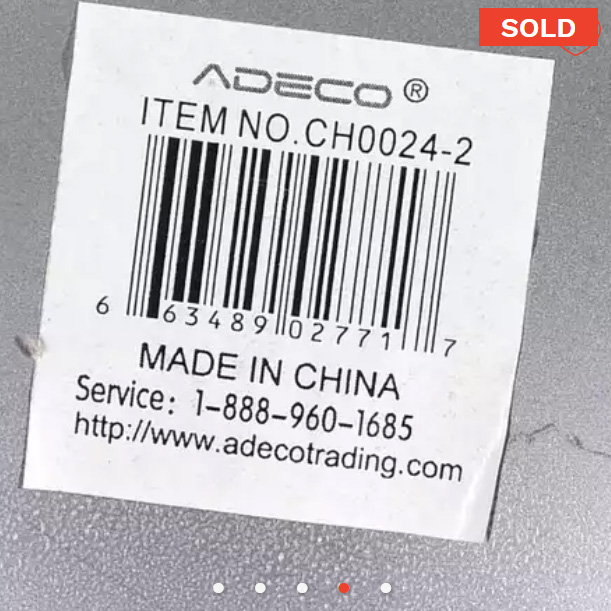 SOLD
ADECO ®
ITEM NO.CH0024-2
6 63489 02771 7
MADE IN CHINA
Service: 1-888-960-1685
http://www.adecotrading.com